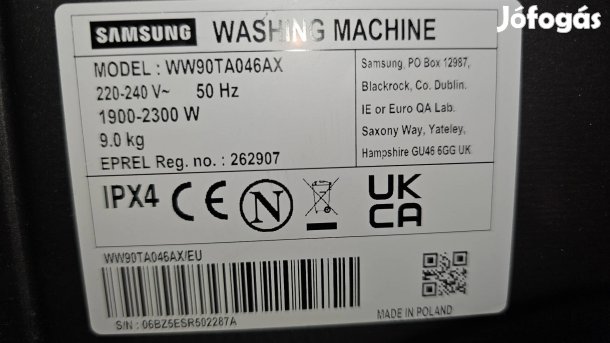 Jófogás
SAMSUNG WASHING MACHINE
MODEL : WW90TA046AX
220-240 V~ 50 Hz
1900-2300 W
9.0 kg
EPREL Reg. no. : 262907
Samsung, PO Box 12987,
Blackrock, Co. Dublin.
IE or Euro QA Lab.
Saxony Way, Yateley,
Hampshire GU46 6GG UK
IPX4 CE N UK
CA
WW90TA046AX/EU
S/N : 06BZ5ESR502287A
MADE IN POLAND